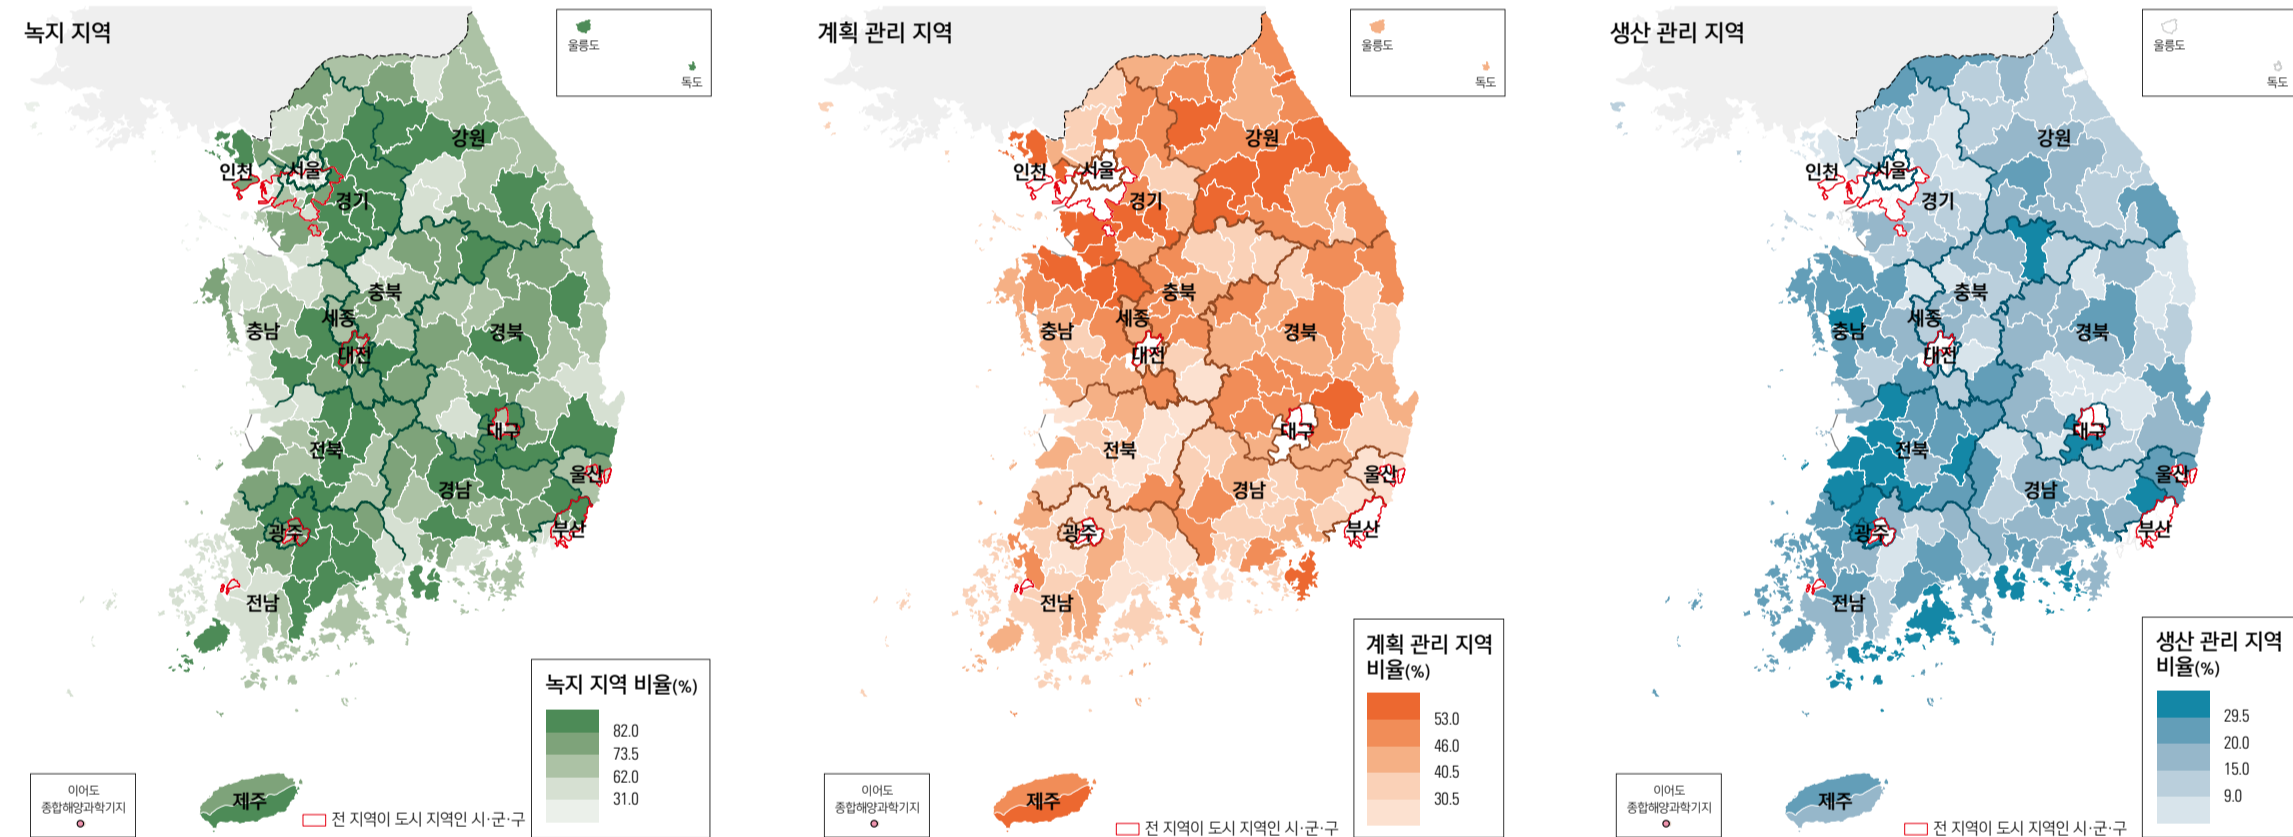 녹지 지역
울릉도
독도
강원
인천
서울
경기
충북
세종
충남
대전
경북
대구
전북
울산
경남
광주
부산
전남
제주
이어도
종합해양과학기지
전 지역이 도시 지역인 시·군·구
녹지 지역 비율(%)
82.0
73.5
62.0
31.0
계획 관리 지역
울릉도
독도
강원
인천
서울
경기
충북
세종
충남
대전
경북
대구
전북
울산
경남
광주
부산
전남
제주
이어도
종합해양과학기지
전 지역이 도시 지역인 시·군·구
계획 관리 지역
비율(%)
53.0
46.0
40.5
30.5
생산 관리 지역
울릉도
독도
강원
인천
서울
경기
충북
세종
충남
대전
경북
대구
전북
울산
경남
광주
부산
전남
제주
이어도
종합해양과학기지
전 지역이 도시 지역인 시·군·구
생산 관리 지역
비율(%)
29.5
20.0
15.0
9.0